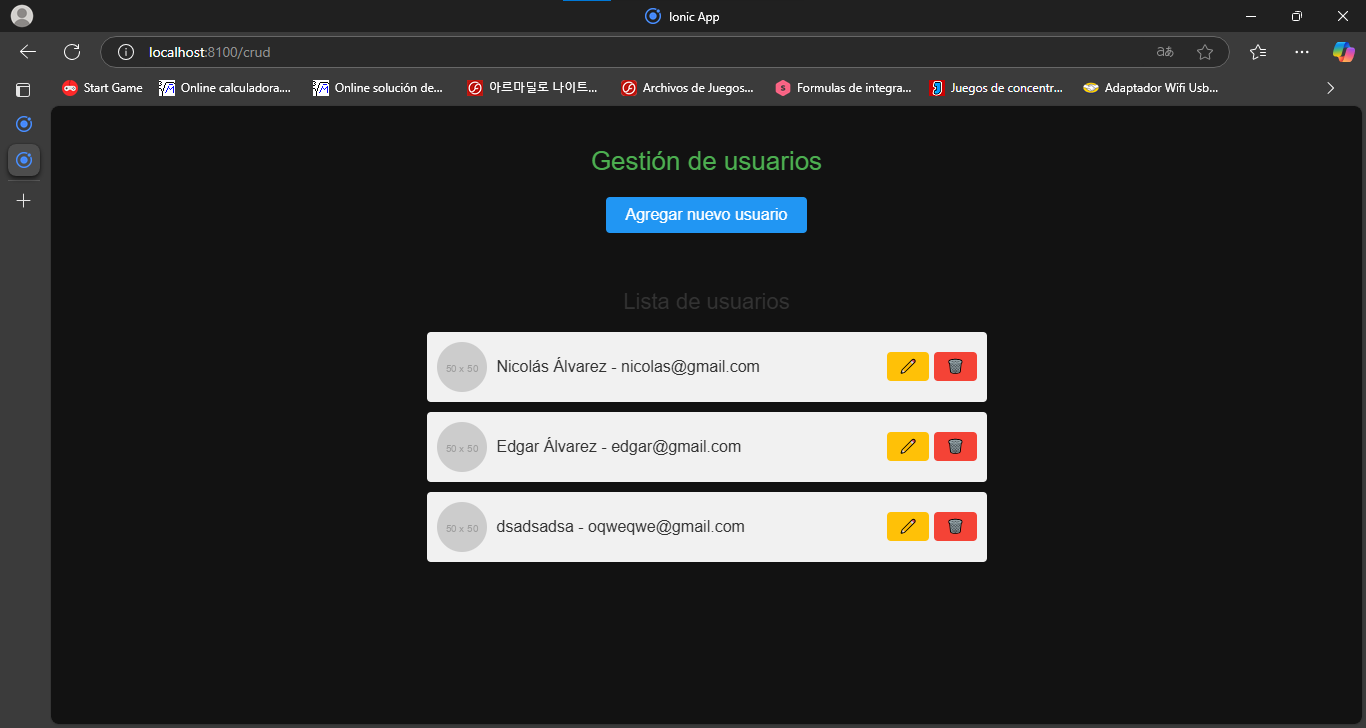 Ionic App
localhost:8100/crud
aあ
Start Game
Online calculadora....
Online solución de...
아르마딜로 나이트...
Archivos de Juegos...
Formulas de integra...
Juegos de concentr...
Adaptador Wifi Usb...
Gestión de usuarios
Agregar nuevo usuario
Lista de usuarios
50 x 50 Nicolás Álvarez - nicolas@gmail.com
50 x 50 Edgar Álvarez - edgar@gmail.com
50 x 50 dsadsadsa - oqweqwe@gmail.com